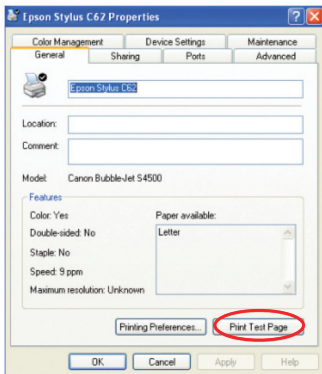 Epson Stylus C62 Properties
Color Management Device Settings Maintenance
General Sharing Ports Advanced
Epson Stylus C62
Location:
Comment:
Model: Canon Bubble-Jet S4500
Features
Color: Yes Paper available:
Double-sided: No Letter
Staple: No
Speed: 9 ppm
Maximum resolution: Unknown
Printing Preferences... Print Test Page
OK Cancel Apply Help